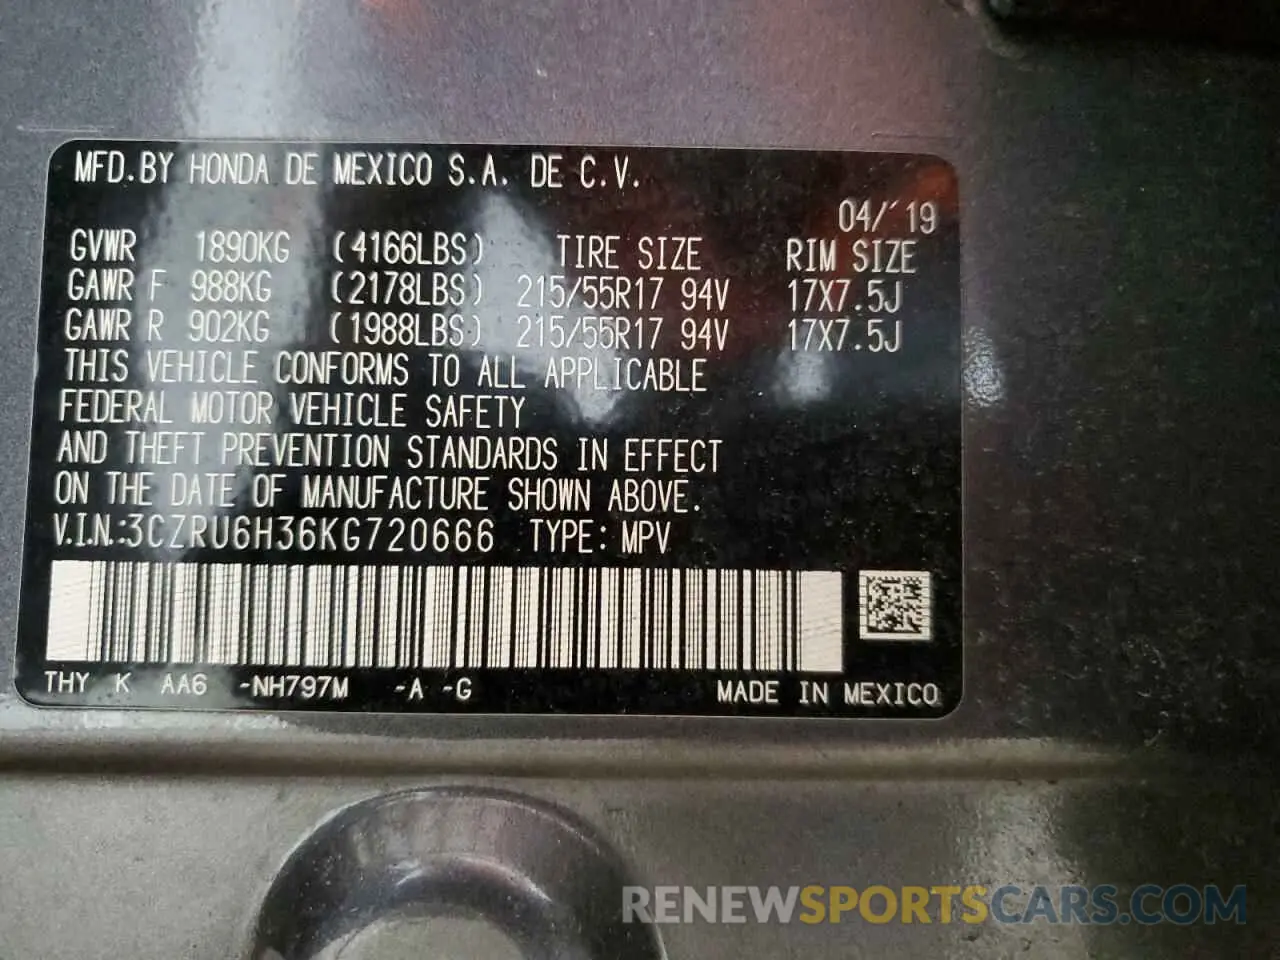 MFD.BY HONDA DE MEXICO S.A. DE C.V.
04/´19
GVWR 1890KG (4166LBS) TIRE SIZE RIM SIZE
GAWR F 988KG (2178LBS) 215/55R17 94V 17X7.5J
GAWR R 902KG (1988LBS) 215/55R17 94V 17X7.5J
THIS VEHICLE CONFORMS TO ALL APPLICABLE
FEDERAL MOTOR VEHICLE SAFETY
AND THEFT PREVENTION STANDARDS IN EFFECT
ON THE DATE OF MANUFACTURE SHOWN ABOVE.
V.I.N.:3CZRU6H36KG720666 TYPE: MPV
THY K AA6 -NH797M -A -G MADE IN MEXICO
RENEWSPORTSCARS.COM